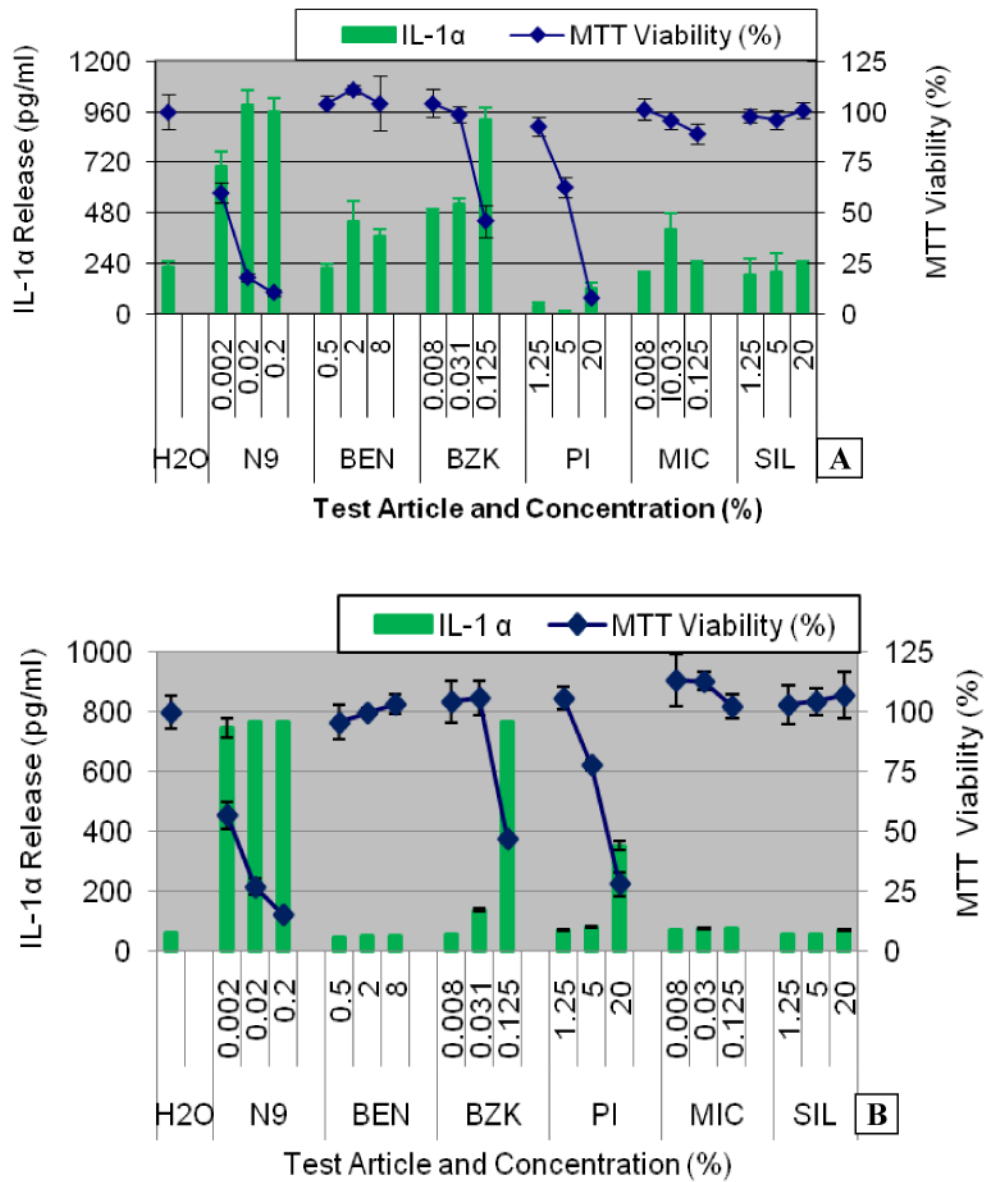 IL-1α MTT Viability (%)
IL-1α Release (pg/ml)
1200 960 720 480 240 0
125 100 75 50 25 0
MTT Viability (%)
0.002 0.02 0.2 0.5 2 8 0.008 0.031 0.125 1.25 5 20 0.008 I0.03 0.125 1.25 5 20
H2O N9 BEN BZK PI MIC SIL A
Test Article and Concentration (%)
IL-1 α MTT Viability (%)
IL-1α Release (pg/ml)
1000 800 600 400 200 0
125 100 75 50 25 0
MTT Viability (%)
0.002 0.02 0.2 0.5 2 8 0.008 0.031 0.125 1.25 5 20 0.008 0.03 0.125 1.25 5 20
H2O N9 BEN BZK PI MIC SIL B
Test Article and Concentration (%)